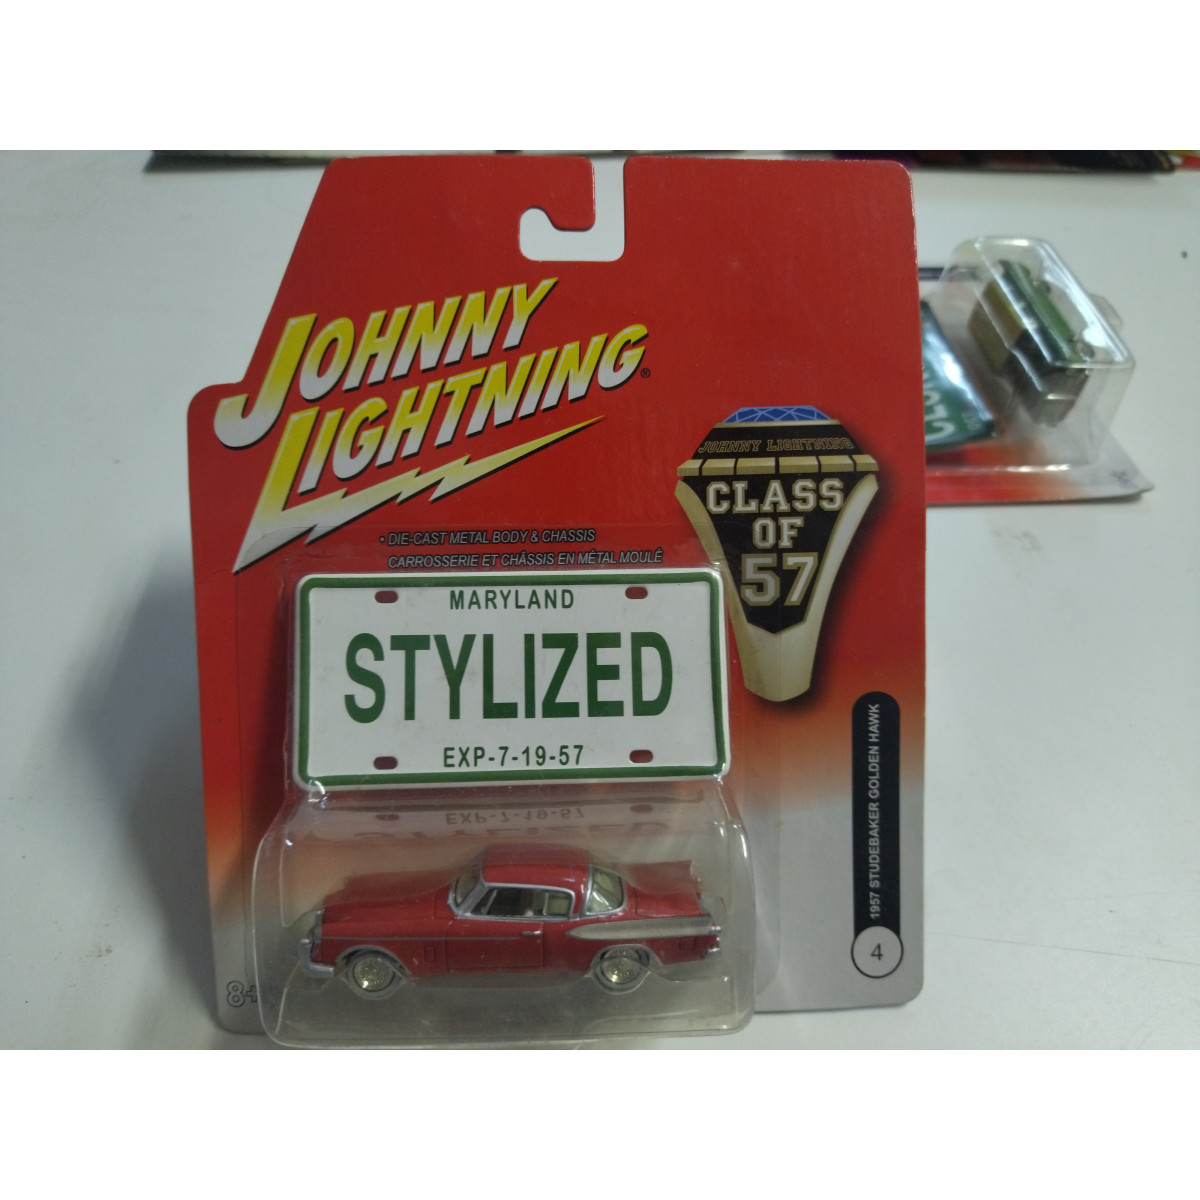 JOHNNY
LIGHTNING®
• DIE-CAST METAL BODY & CHASSIS
CARROSSERIE ET CHÂSSIS EN MÉTAL MOULÉ
JOHNNY LIGHTNING
CLASS
OF
57
MARYLAND
STYLIZED
EXP-7-19-57
1957 STUDEBAKER GOLDEN HAWK
4
8+